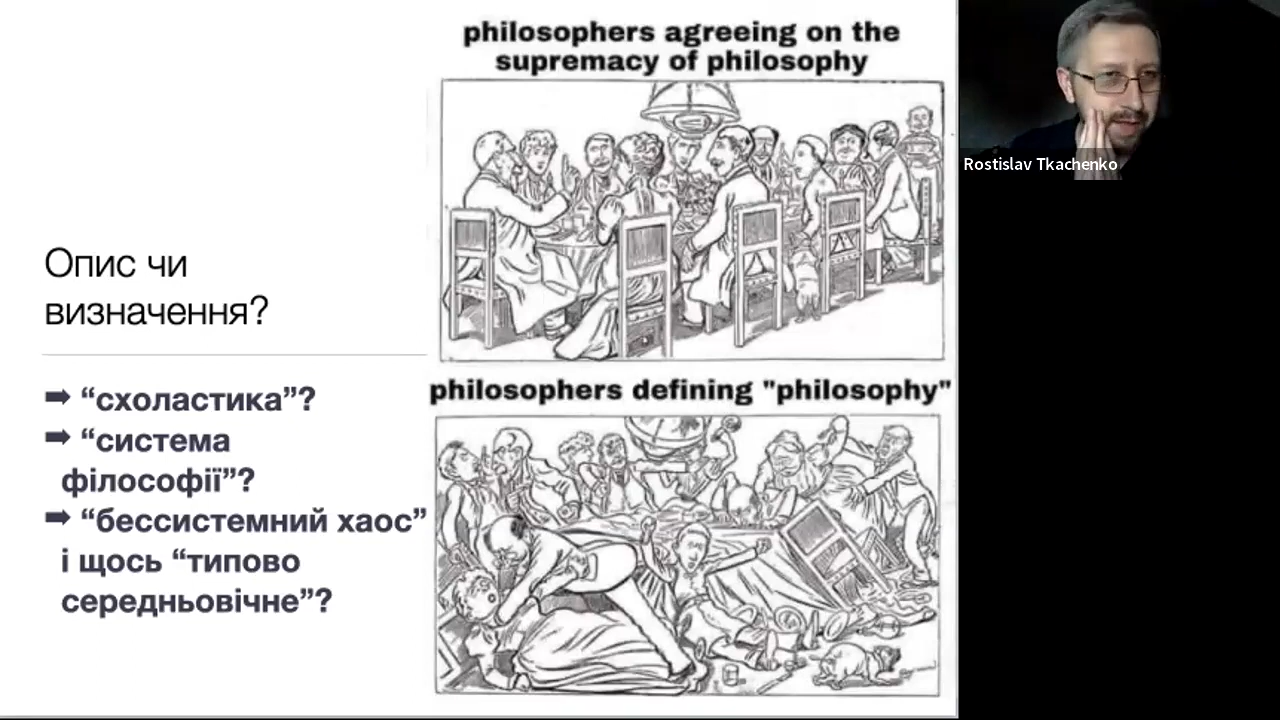 Опис чи
визначення?
➡ “схоластика”?
➡ “система
філософії”?
➡ “бессистемний хаос”
і щось “типово
середньовічне”?
philosophers agreeing on the
supremacy of philosophy
philosophers defining "philosophy"
Rostislav Tkachenko